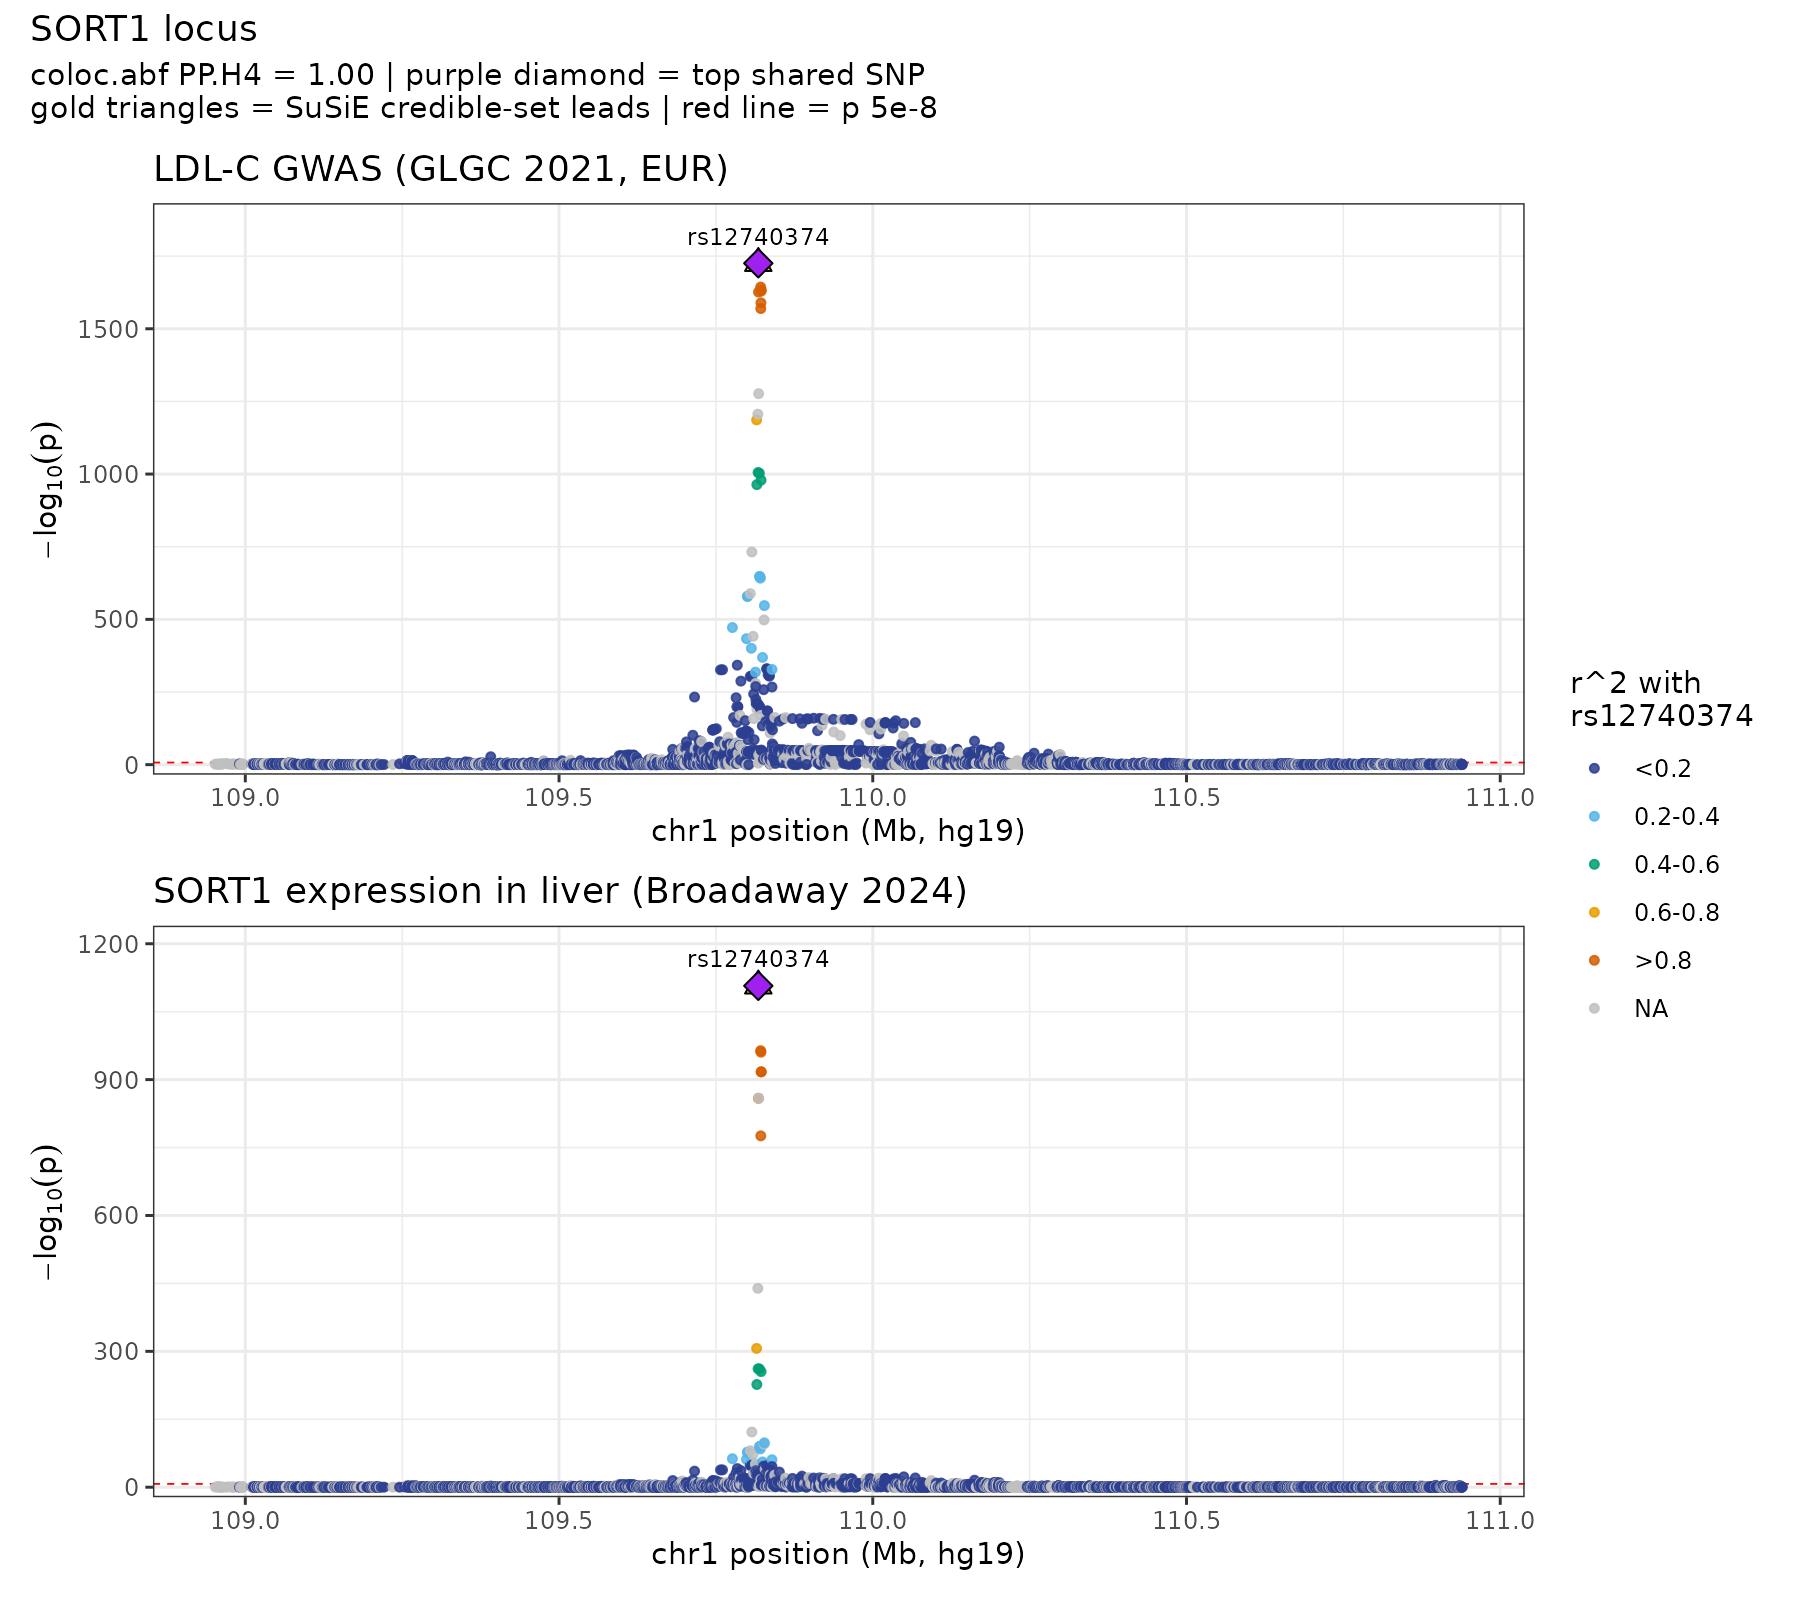 SORT1 locus
coloc.abf PP.H4 = 1.00 | purple diamond = top shared SNP
gold triangles = SuSiE credible-set leads | red line = p 5e-8
LDL-C GWAS (GLGC 2021, EUR)
rs12740374
1500
1000
500
0
−log10(p)
109.0 109.5 110.0 110.5 111.0
chr1 position (Mb, hg19)
SORT1 expression in liver (Broadaway 2024)
rs12740374
1200
900
600
300
0
−log10(p)
109.0 109.5 110.0 110.5 111.0
chr1 position (Mb, hg19)
r^2 with
rs12740374
<0.2
0.2-0.4
0.4-0.6
0.6-0.8
>0.8
NA